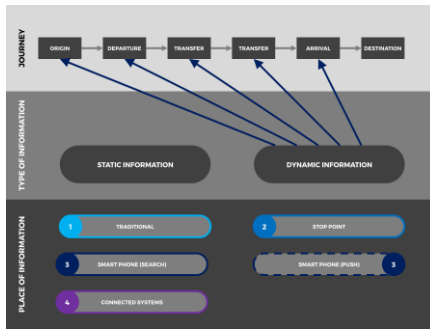 JOURNEY
ORIGIN
DEPARTURE
TRANSFER
TRANSFER
ARRIVAL
DESTINATION
TYPE OF INFORMATION
STATIC INFORMATION
DYNAMIC INFORMATION
PLACE OF INFORMATION
1 TRADITIONAL
2 STOP POINT
3 SMART PHONE (SEARCH)
SMART PHONE (PUSH) 3
4 CONNECTED SYSTEMS